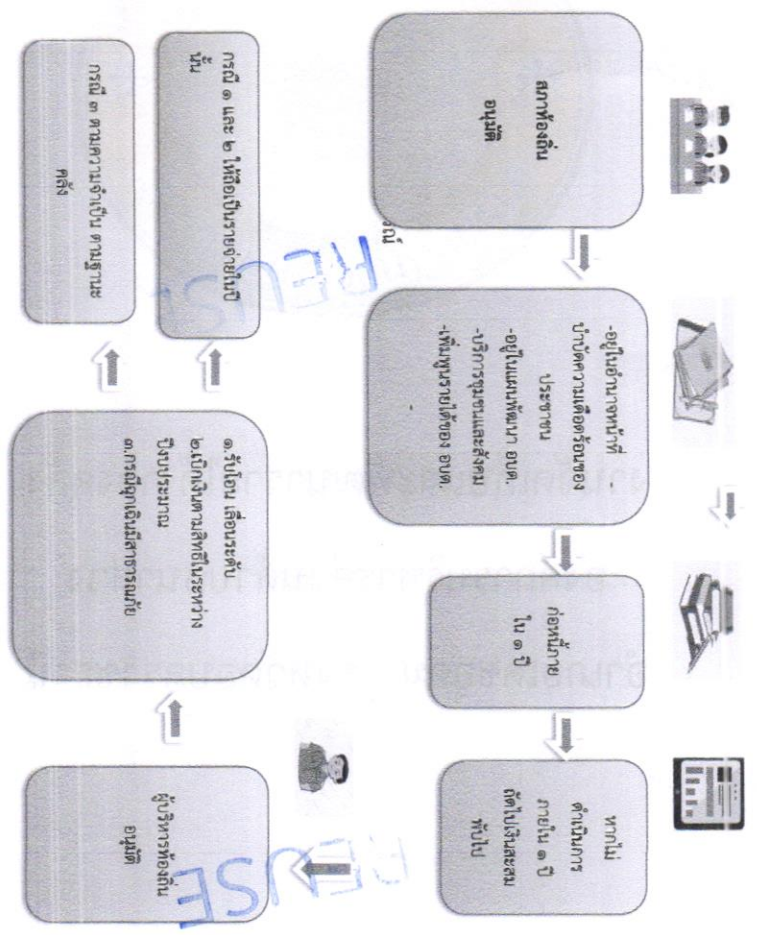 สภาท้องถิ่น
อนุมัติ
-อยู่ในอำนาจหน้าที่ -
บำบัดความเดือดร้อนของ
ประชาชน
-อยู่ในแผนพัฒนา อบต.
-บริการชุมชนและสังคม
-เพิ่มพูนรายได้ของ อบต.
ก่อหนี้ภาย
ใน ๑ ปี
หากไม่
ดำเนินการ
ภายใน ๑ ปี
ถัดไปเงินสะสม
พับไป
ผู้บริหารท้องถิ่น
อนุมัติ
๑.รับโอน เลื่อนระดับ
๒.เบิกเงินตามสิทธิในระหว่าง
ปีงบประมาณ
๓.กรณีฉุกเฉินมีสาธารณภัย
กรณี ๑ และ ๒ ให้ถือเป็นรายจ่ายในปี
นั้น
กรณี ๓ ตามความจำเป็น ตามฐานะ
คลัง
REUSE
REUSE